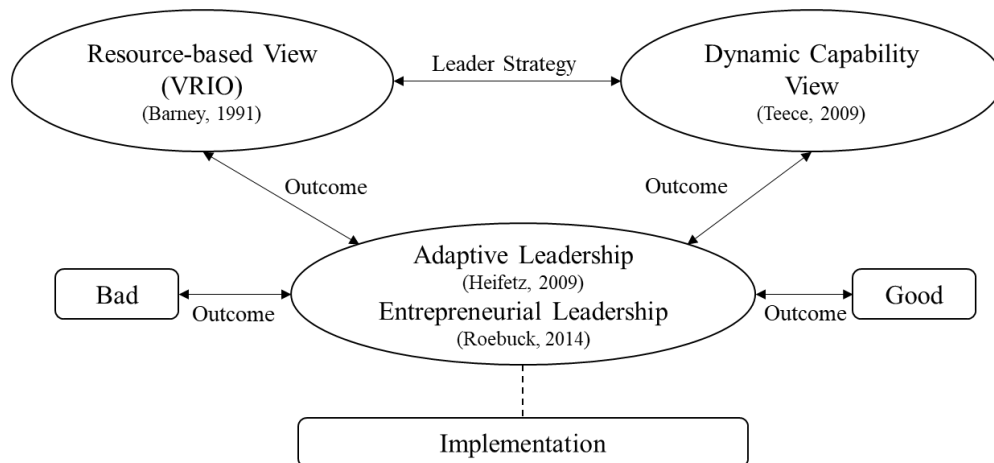 Resource-based View
(VRIO)
(Barney, 1991)
Leader Strategy
Dynamic Capability
View
(Teece, 2009)
Outcome
Outcome
Adaptive Leadership
(Heifetz, 2009)
Entrepreneurial Leadership
(Roebuck, 2014)
Bad
Outcome
Outcome
Good
Implementation